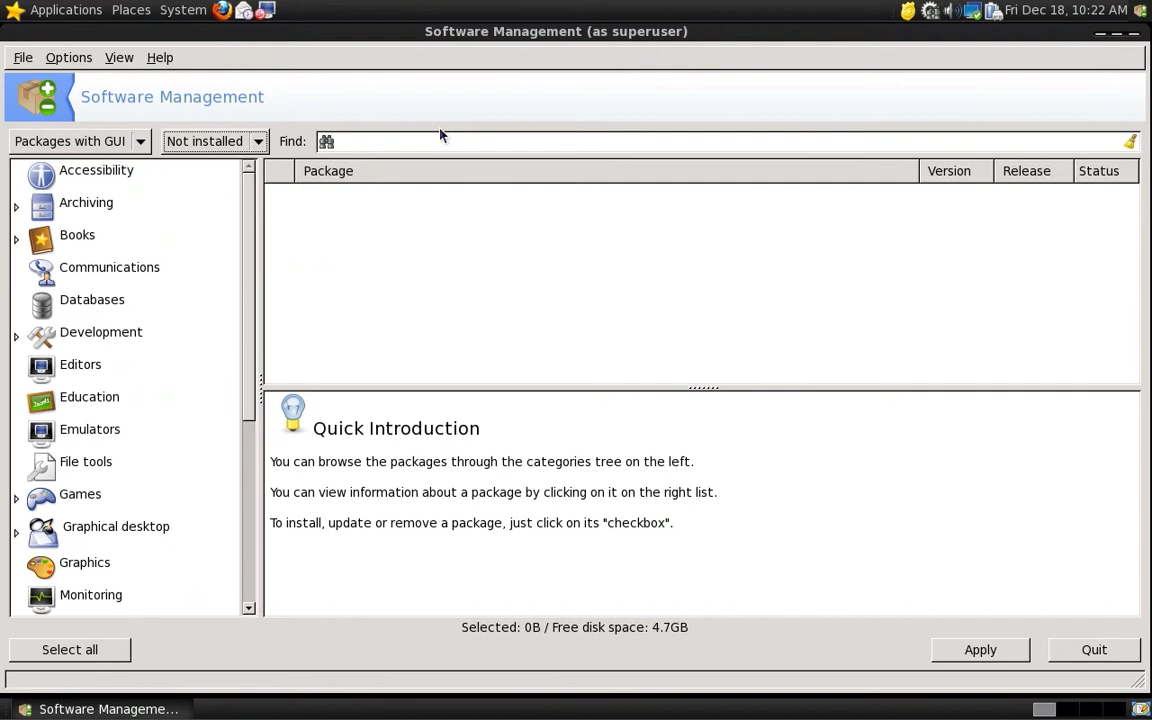 Applications Places System Fri Dec 18, 10:22 AM
Software Management (as superuser)
File Options View Help
Software Management
Packages with GUI Not installed Find:
Package Version Release Status
Accessibility
Archiving
Books
Communications
Databases
Development
Editors
Education
Emulators
File tools
Games
Graphical desktop
Graphics
Monitoring
Quick Introduction
You can browse the packages through the categories tree on the left.
You can view information about a package by clicking on it on the right list.
To install, update or remove a package, just click on its "checkbox".
Selected: 0B / Free disk space: 4.7GB
Select all Apply Quit
Software Manageme...